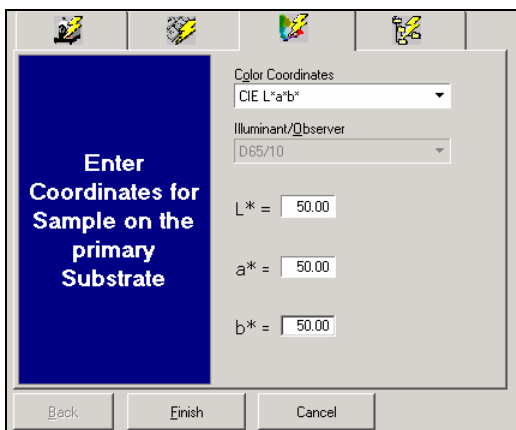 Color Coordinates
CIE L*a*b*
Illuminant/Observer
D65/10
Enter
Coordinates for
Sample on the
primary
Substrate
L* = 50.00
a* = 50.00
b* = 50.00
Back Finish Cancel